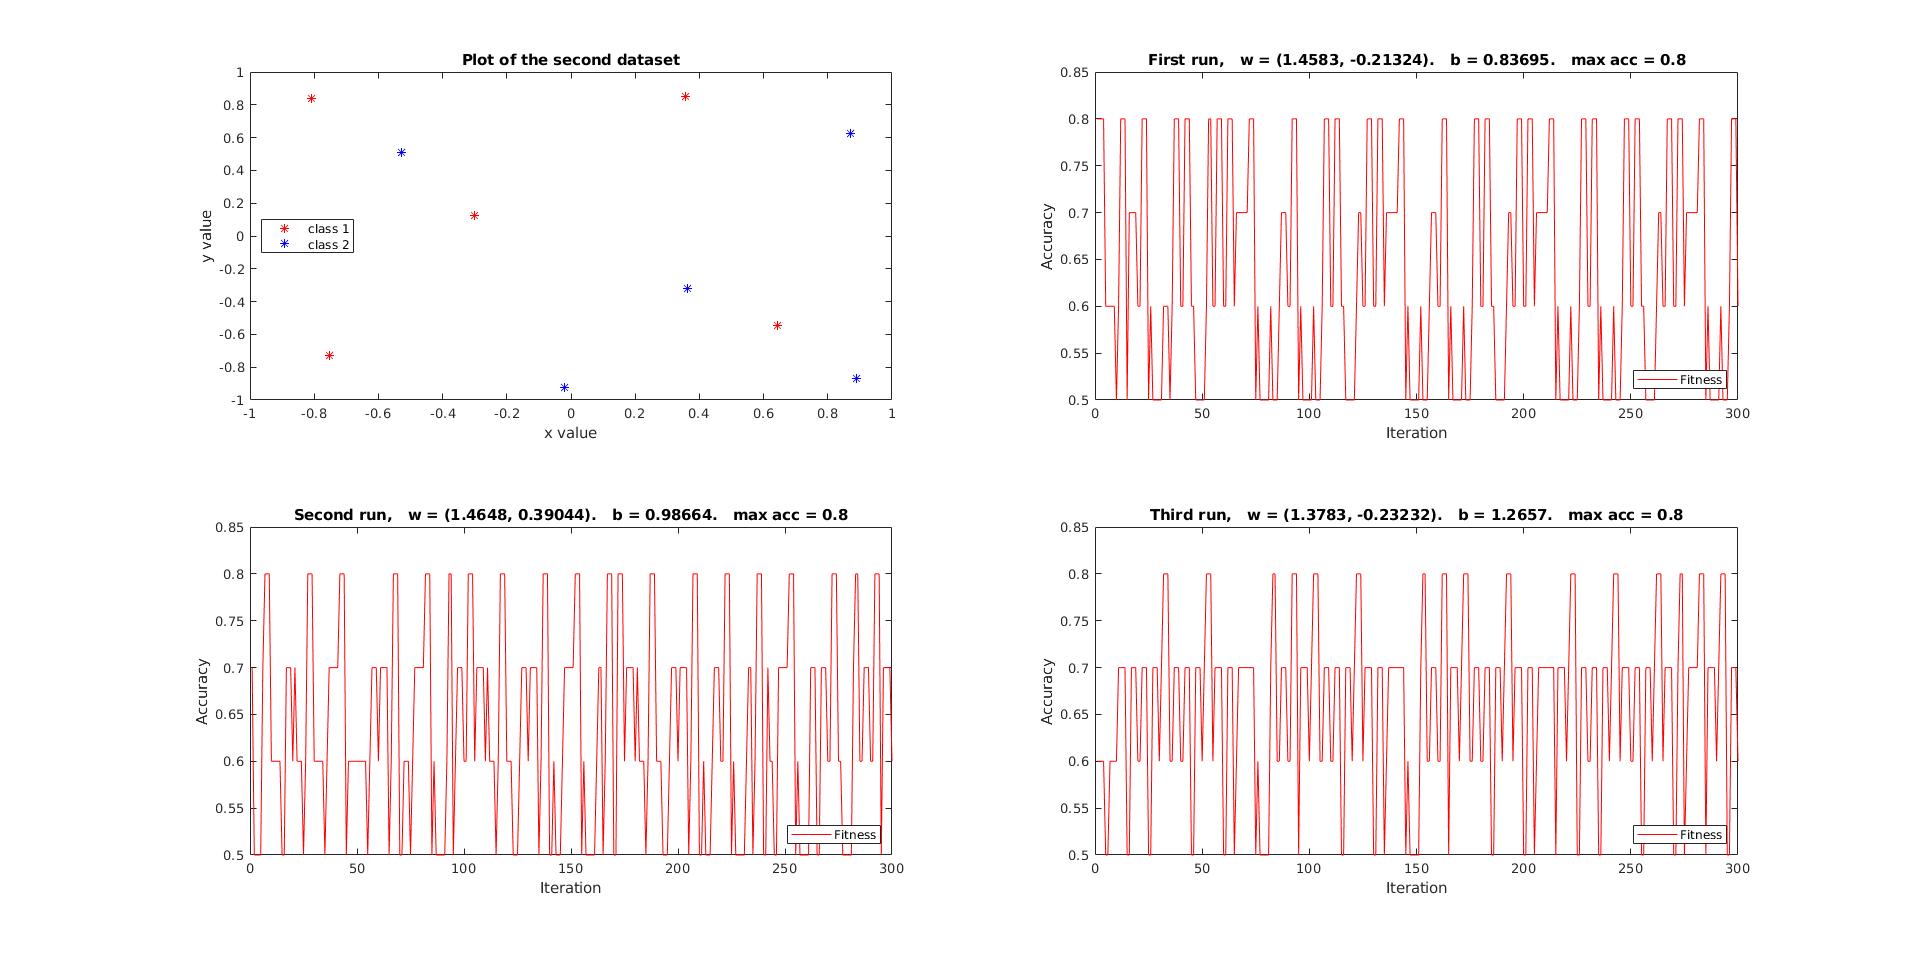 Plot of the second dataset
1
0.8
0.6
0.4
0.2
0
-0.2
-0.4
-0.6
-0.8
-1
y value
class 1
class 2
-1 -0.8 -0.6 -0.4 -0.2 0 0.2 0.4 0.6 0.8 1
x value
First run, w = (1.4583, -0.21324). b = 0.83695. max acc = 0.8
0.85
0.8
0.75
0.7
0.65
0.6
0.55
0.5
Accuracy
Fitness
0 50 100 150 200 250 300
Iteration
Second run, w = (1.4648, 0.39044). b = 0.98664. max acc = 0.8
0.85
0.8
0.75
0.7
0.65
0.6
0.55
0.5
Accuracy
Fitness
0 50 100 150 200 250 300
Iteration
Third run, w = (1.3783, -0.23232). b = 1.2657. max acc = 0.8
0.85
0.8
0.75
0.7
0.65
0.6
0.55
0.5
Accuracy
Fitness
0 50 100 150 200 250 300
Iteration